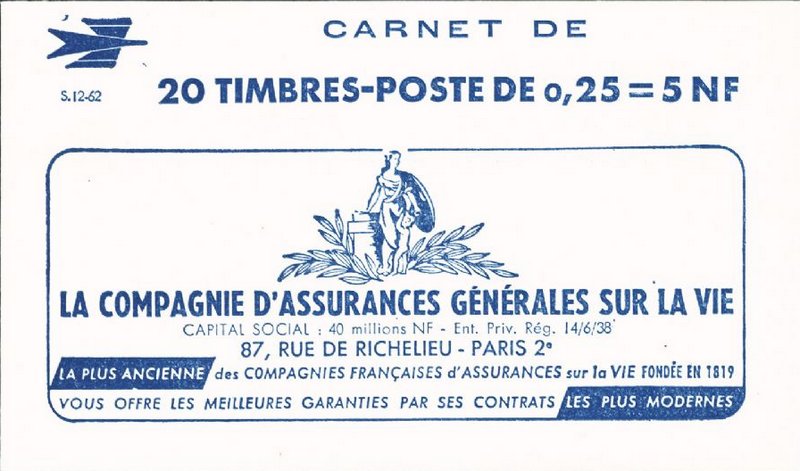 CARNET DE
S.12-62
20 TIMBRES-POSTE DE 0,25 = 5 NF
LA COMPAGNIE D'ASSURANCES GÉNÉRALES SUR LA VIE
CAPITAL SOCIAL : 40 millions NF - Ent. Priv. Rég. 14/6/38
87, RUE DE RICHELIEU - PARIS 2e
LA PLUS ANCIENNE des COMPAGNIES FRANÇAISES d'ASSURANCES sur la VIE FONDÉE EN 1819
VOUS OFFRE LES MEILLEURES GARANTIES PAR SES CONTRATS LES PLUS MODERNES